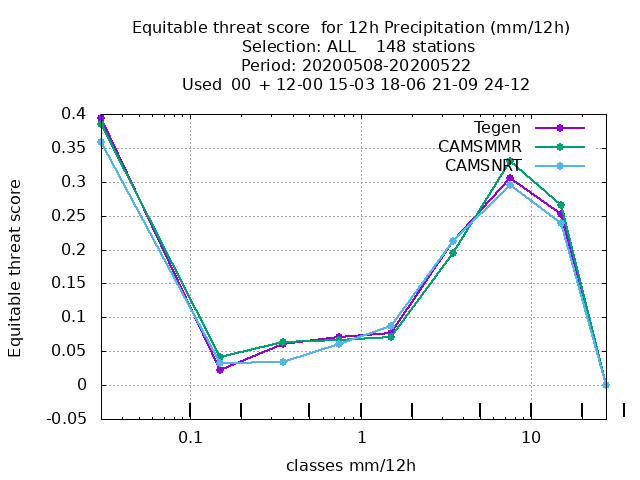 Equitable threat score  for 12h Precipitation (mm/12h)
Selection: ALL    148 stations
Period: 20200508-20200522
Used  00 + 12-00 15-03 18-06 21-09 24-12
Tegen
CAMSMMR
CAMSNRT
0.4
0.35
0.3
0.25
0.2
0.15
0.1
0.05
0
-0.05
Equitable threat score
0.1 1 10
classes mm/12h